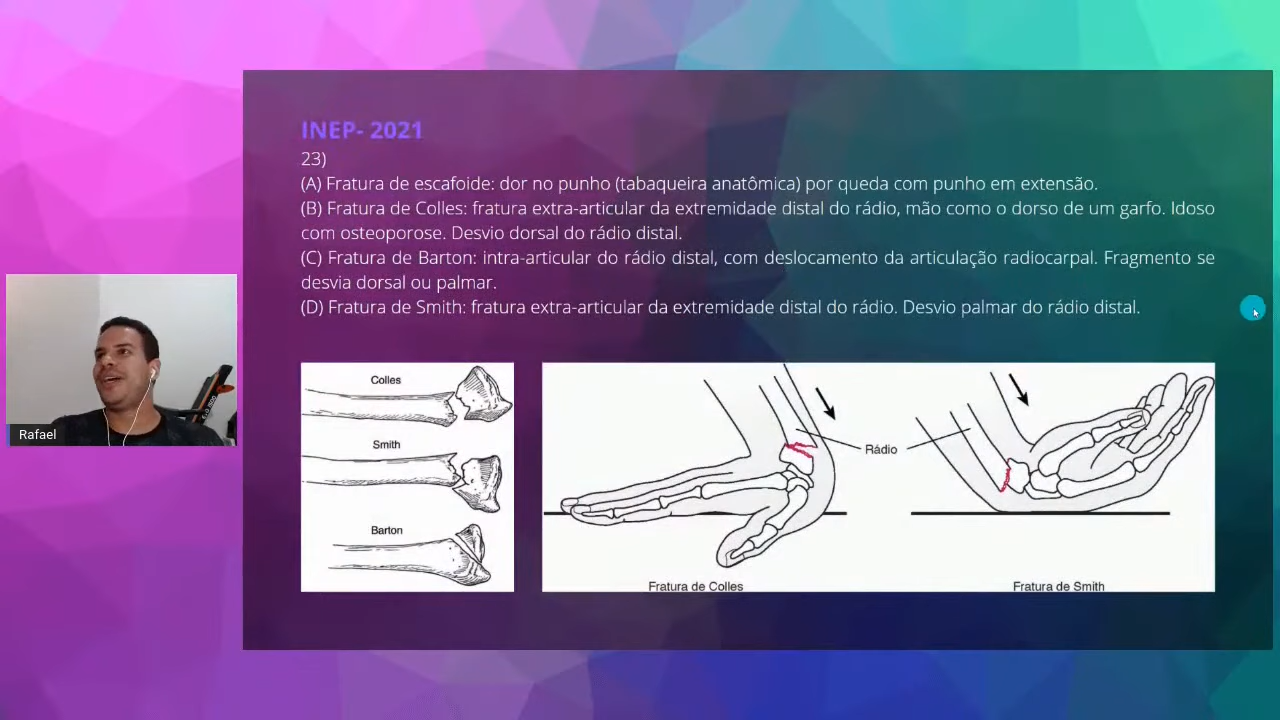 INEP- 2021
23)
(A) Fratura de escafoide: dor no punho (tabaqueira anatômica) por queda com punho em extensão.
(B) Fratura de Colles: fratura extra-articular da extremidade distal do rádio, mão como o dorso de um garfo. Idoso
com osteoporose. Desvio dorsal do rádio distal.
(C) Fratura de Barton: intra-articular do rádio distal, com deslocamento da articulação radiocarpal. Fragmento se
desvia dorsal ou palmar.
(D) Fratura de Smith: fratura extra-articular da extremidade distal do rádio. Desvio palmar do rádio distal.
Colles
Smith
Barton
Rádio
Fratura de Colles
Fratura de Smith
Rafael